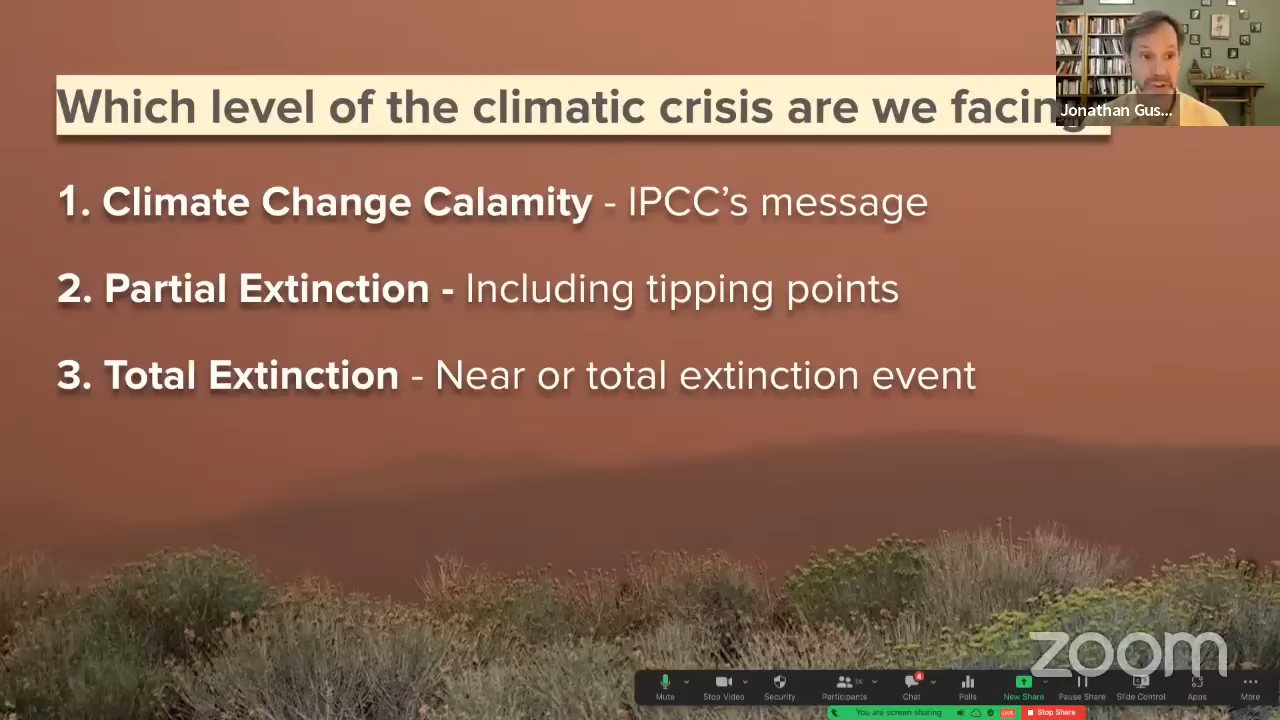 Which level of the climatic crisis are we facing
Jonathan Gus...
1. Climate Change Calamity - IPCC’s message
2. Partial Extinction - Including tipping points
3. Total Extinction - Near or total extinction event
zoom
Mute
Stop Video
Security
Participants
Chat
4
Polls
New Share
Pause Share
Slide Control
Apps
More
You are screen sharing
LIVE
Stop Share